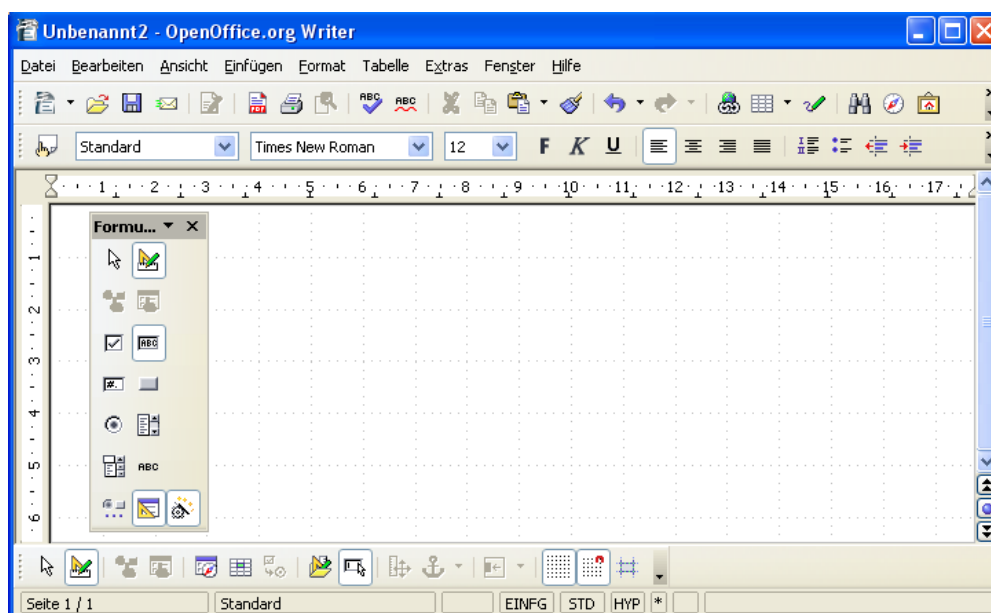 Unbenannt2 - OpenOffice.org Writer
Datei Bearbeiten Ansicht Einfügen Format Tabelle Extras Fenster Hilfe
ABC ABC
Standard Times New Roman 12 F K U
1 2 3 4 5 6 7 8 9 10 11 12 13 14 15 16 17
Formu...
1
2
ABC
3
#.
4
5
ABC
6
Seite 1 / 1 Standard EINFG STD HYP *